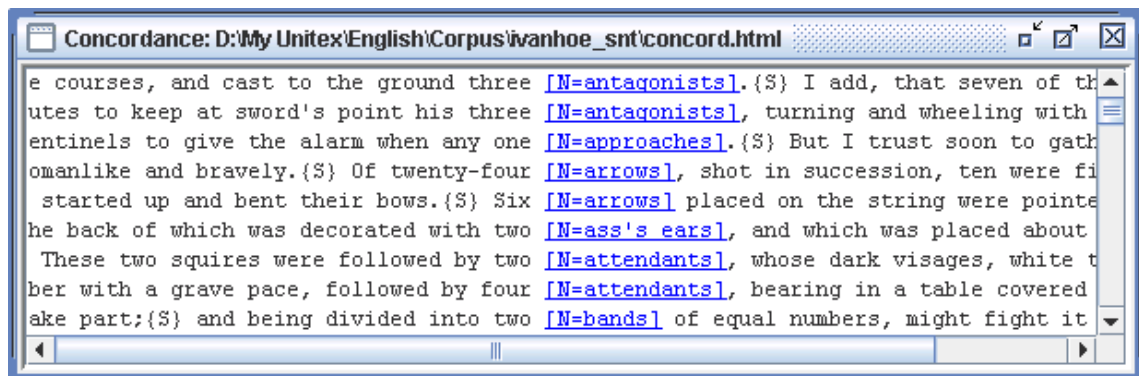 Concordance: D:\My Unitex\English\Corpus\ivanhoe_snt\concord.html
e courses, and cast to the ground three [N=antagonists].{S} I add, that seven of th
utes to keep at sword's point his three [N=antagonists], turning and wheeling with
entinels to give the alarm when any one [N=approaches].{S} But I trust soon to gath
omanlike and bravely.{S} Of twenty-four [N=arrows], shot in succession, ten were fi
started up and bent their bows.{S} Six [N=arrows] placed on the string were pointe
he back of which was decorated with two [N=ass's ears], and which was placed about
These two squires were followed by two [N=attendants], whose dark visages, white t
ber with a grave pace, followed by four [N=attendants], bearing in a table covered
ake part;{S} and being divided into two [N=bands] of equal numbers, might fight it